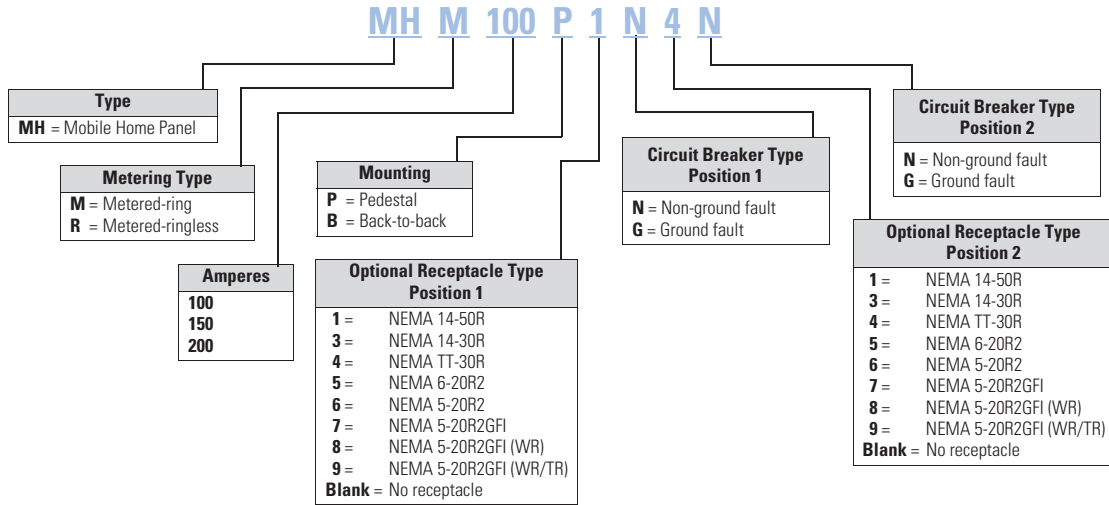 MH M 100 P 1 N 4 N
Type
MH = Mobile Home Panel
Metering Type
M = Metered-ring
R = Metered-ringless
Amperes
100
150
200
Mounting
P = Pedestal
B = Back-to-back
Optional Receptacle Type
Position 1
1 = NEMA 14-50R
3 = NEMA 14-30R
4 = NEMA TT-30R
5 = NEMA 6-20R2
6 = NEMA 5-20R2
7 = NEMA 5-20R2GFI
8 = NEMA 5-20R2GFI (WR)
9 = NEMA 5-20R2GFI (WR/TR)
Blank = No receptacle
Circuit Breaker Type
Position 1
N = Non-ground fault
G = Ground fault
Optional Receptacle Type
Position 2
1 = NEMA 14-50R
3 = NEMA 14-30R
4 = NEMA TT-30R
5 = NEMA 6-20R2
6 = NEMA 5-20R2
7 = NEMA 5-20R2GFI
8 = NEMA 5-20R2GFI (WR)
9 = NEMA 5-20R2GFI (WR/TR)
Blank = No receptacle
Circuit Breaker Type
Position 2
N = Non-ground fault
G = Ground fault